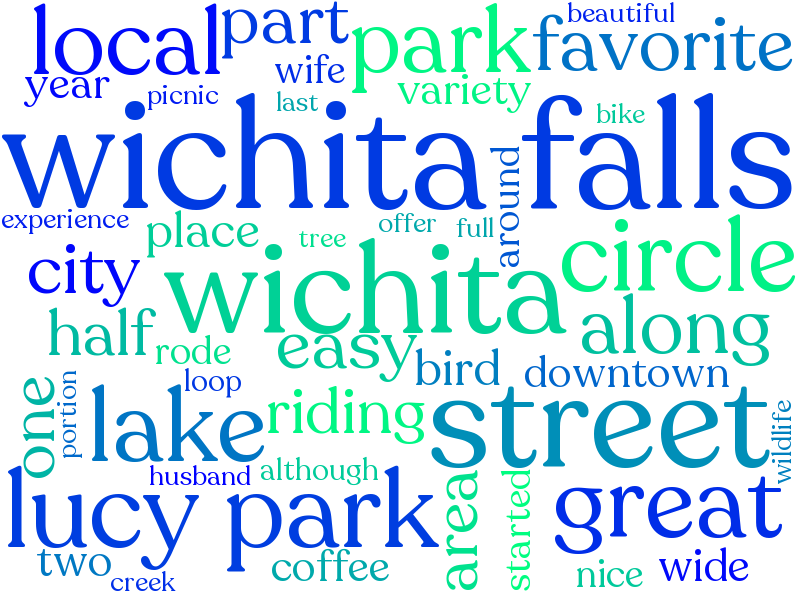 local
part
park
beautiful
favorite
year
picnic
wife
last
variety
bike
wichita falls
around
experience
place
tree
offer
full
city
wichita
circle
half
rode
easy
along
loop
bird
downtown
one
portion
lake
riding
street
wildlife
husband
although
lucy park
area
started
great
two
creek
coffee
nice
wide